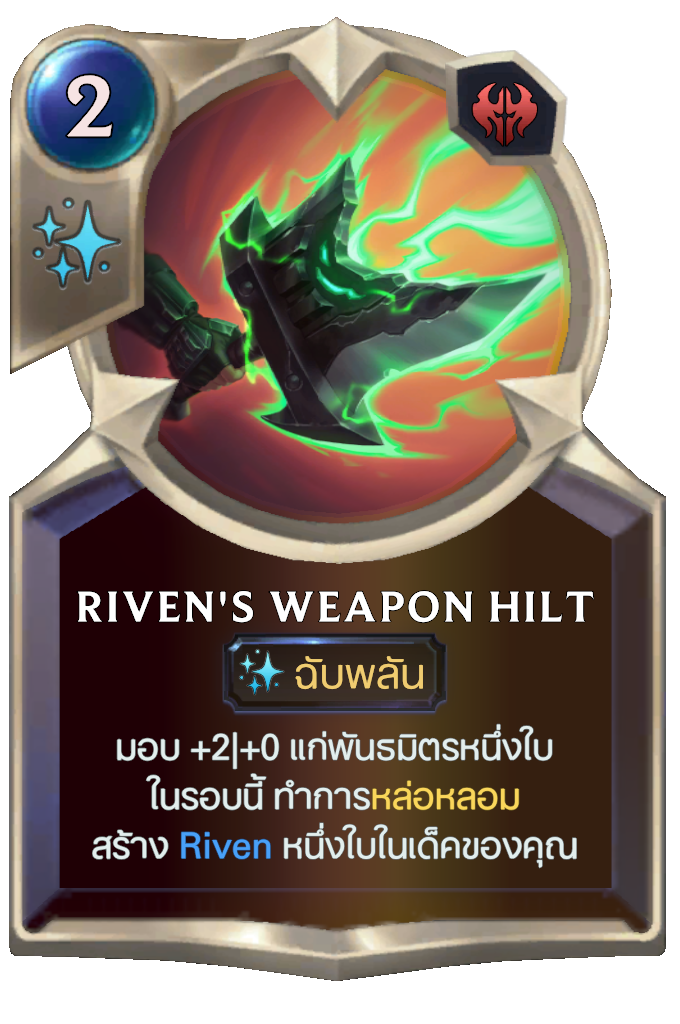 2
RIVEN'S WEAPON HILT
ฉับพลัน
มอบ +2|+0 แก่พันธมิตรหนึ่งใบ
ในรอบนี้ ทำการหล่อหลอม
สร้าง Riven หนึ่งใบในเด็คของคุณ